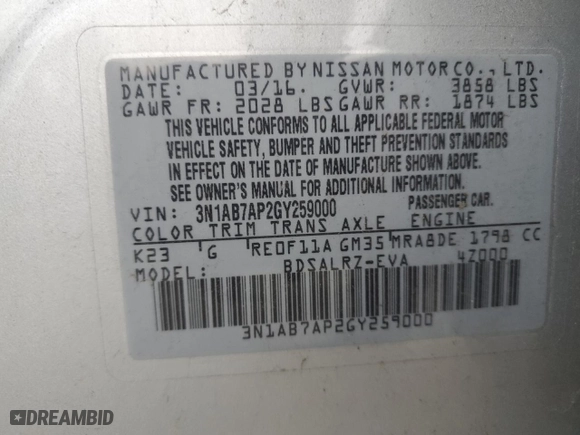 MANUFACTURED BY NISSAN MOTOR CO., LTD.
DATE: 03/16. GVWR: 3858 LBS
GAWR FR: 2028 LBS GAWR RR: 1874 LBS
THIS VEHICLE CONFORMS TO ALL APPLICABLE FEDERAL MOTOR
VEHICLE SAFETY, BUMPER AND THEFT PREVENTION STANDARDS
IN EFFECT ON THE DATE OF MANUFACTURE SHOWN ABOVE.
SEE OWNER'S MANUAL FOR ADDITIONAL INFORMATION.
VIN: 3N1AB7AP2GY259000 PASSENGER CAR.
COLOR TRIM TRANS AXLE ENGINE
K23 G RE0F11A GM35 MRA8DE 1798 CC
MODEL: BDSALRZ-EVA 4Z000
3N1AB7AP2GY259000
DREAMBID